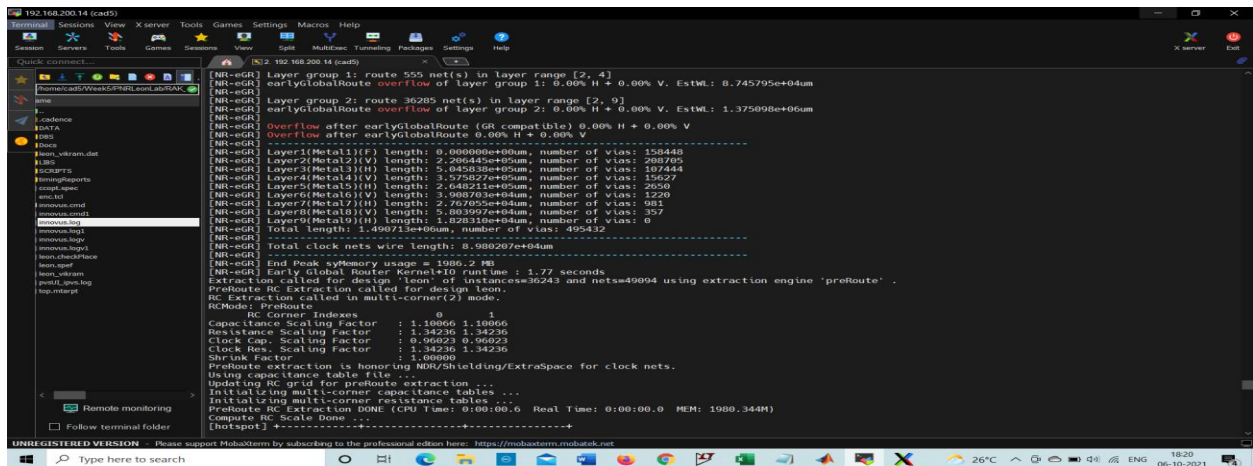 192.168.200.14 (cad5)
Terminal Sessions View X server Tools Games Settings Macros Help
Session Servers Tools Games Sessions View Split MultiExec Tunneling Packages Settings Help X server Exit
Quick connect...
2. 192.168.200.14 (cad5)
/home/cad5/Week5/PNRLeonLab/RAK_
ame
..
.cadence
DATA
DBS
Docs
leon_vikram.dat
LIBS
SCRIPTS
timingReports
ccopt.spec
enc.tcl
innovus.cmd
innovus.cmd1
innovus.log
innovus.log1
innovus.logv
innovus.logv1
leon.checkPlace
leon.spef
leon_vikram
pvsUI_ipvs.log
top.mterpt
Remote monitoring
Follow terminal folder
[NR-eGR] Layer group 1: route 555 net(s) in layer range [2, 4]
[NR-eGR] earlyGlobalRoute overflow of layer group 1: 0.00% H + 0.00% V. EstWL: 8.745795e+04um
[NR-eGR]
[NR-eGR] Layer group 2: route 36285 net(s) in layer range [2, 9]
[NR-eGR] earlyGlobalRoute overflow of layer group 2: 0.00% H + 0.00% V. EstWL: 1.375098e+06um
[NR-eGR]
[NR-eGR] Overflow after earlyGlobalRoute (GR compatible) 0.00% H + 0.00% V
[NR-eGR] Overflow after earlyGlobalRoute 0.00% H + 0.00% V
[NR-eGR] --------------------------------------------------------------------------
[NR-eGR] Layer1(Metal1)(F) length: 0.000000e+00um, number of vias: 158448
[NR-eGR] Layer2(Metal2)(V) length: 2.206445e+05um, number of vias: 208705
[NR-eGR] Layer3(Metal3)(H) length: 5.045838e+05um, number of vias: 107444
[NR-eGR] Layer4(Metal4)(V) length: 3.575827e+05um, number of vias: 15627
[NR-eGR] Layer5(Metal5)(H) length: 2.648211e+05um, number of vias: 2650
[NR-eGR] Layer6(Metal6)(V) length: 3.908703e+04um, number of vias: 1220
[NR-eGR] Layer7(Metal7)(H) length: 2.767055e+04um, number of vias: 981
[NR-eGR] Layer8(Metal8)(V) length: 5.803997e+04um, number of vias: 357
[NR-eGR] Layer9(Metal9)(H) length: 1.828310e+04um, number of vias: 0
[NR-eGR] Total length: 1.490713e+06um, number of vias: 495432
[NR-eGR] --------------------------------------------------------------------------
[NR-eGR] Total clock nets wire length: 8.980207e+04um
[NR-eGR] --------------------------------------------------------------------------
[NR-eGR] End Peak syMemory usage = 1986.2 MB
[NR-eGR] Early Global Router Kernel+IO runtime : 1.77 seconds
Extraction called for design 'leon' of instances=36243 and nets=49094 using extraction engine 'preRoute' .
PreRoute RC Extraction called for design leon.
RC Extraction called in multi-corner(2) mode.
RCMode: PreRoute
RC Corner Indexes 0 1
Capacitance Scaling Factor : 1.10066 1.10066
Resistance Scaling Factor : 1.34236 1.34236
Clock Cap. Scaling Factor : 0.96023 0.96023
Clock Res. Scaling Factor : 1.34236 1.34236
Shrink Factor : 1.00000
PreRoute extraction is honoring NDR/Shielding/ExtraSpace for clock nets.
Using capacitance table file ...
Updating RC grid for preRoute extraction ...
Initializing multi-corner capacitance tables ...
Initializing multi-corner resistance tables ...
PreRoute RC Extraction DONE (CPU Time: 0:00:00.6 Real Time: 0:00:00.0 MEM: 1980.344M)
Compute RC Scale Done ...
[hotspot] +------------+---------------+---------------+
UNREGISTERED VERSION - Please support MobaXterm by subscribing to the professional edition here: https://mobaxterm.mobatek.net
Type here to search
26°C ENG 18:20
06-10-2021